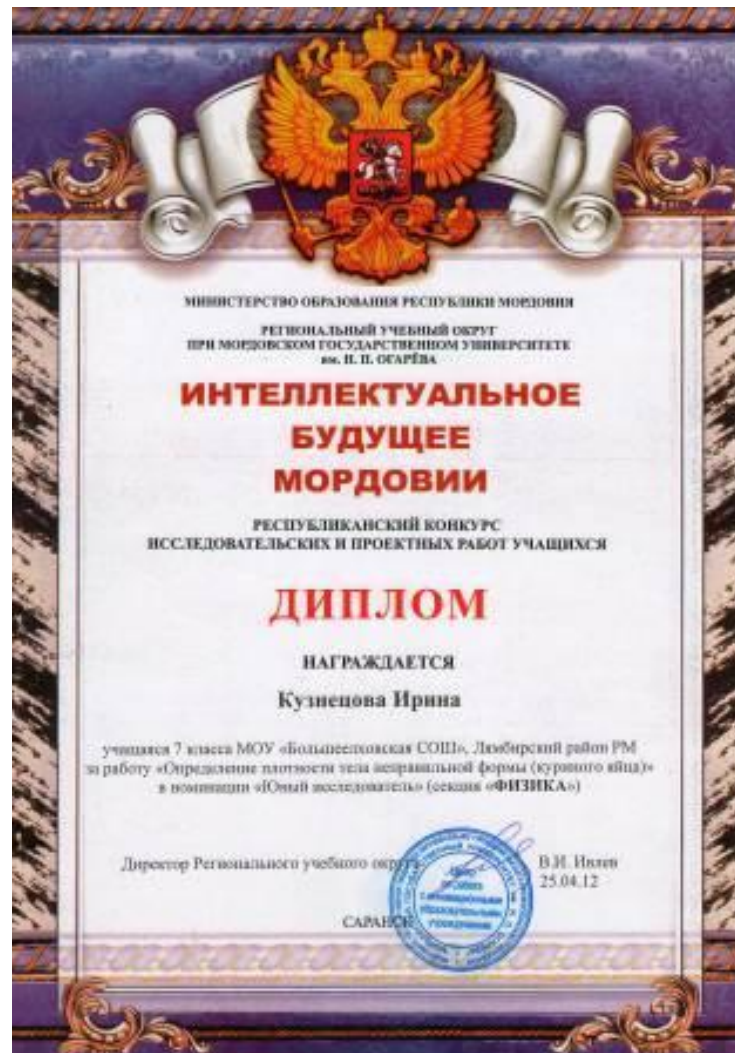 МИНИСТЕРСТВО ОБРАЗОВАНИЯ РЕСПУБЛИКИ МОРДОВИЯ
РЕГИОНАЛЬНЫЙ УЧЕБНЫЙ ОКРУГ
ПРИ МОРДОВСКОМ ГОСУДАРСТВЕННОМ УНИВЕРСИТЕТЕ
им. Н. П. ОГАРЁВА
ИНТЕЛЛЕКТУАЛЬНОЕ
БУДУЩЕЕ
МОРДОВИИ
РЕСПУБЛИКАНСКИЙ КОНКУРС
ИССЛЕДОВАТЕЛЬСКИХ И ПРОЕКТНЫХ РАБОТ УЧАЩИХСЯ
ДИПЛОМ
НАГРАЖДАЕТСЯ
Кузнецова Ирина
учащаяся 7 класса МОУ «Большеелховская СОШ», Лямбирский район РМ
за работу «Определение плотности тела неправильной формы (куриного яйца)»
в номинации «Юный исследователь» (секция «ФИЗИКА»)
Директор Регионального учебного округа
В.И. Ивлев
25.04.12
САРАНСК